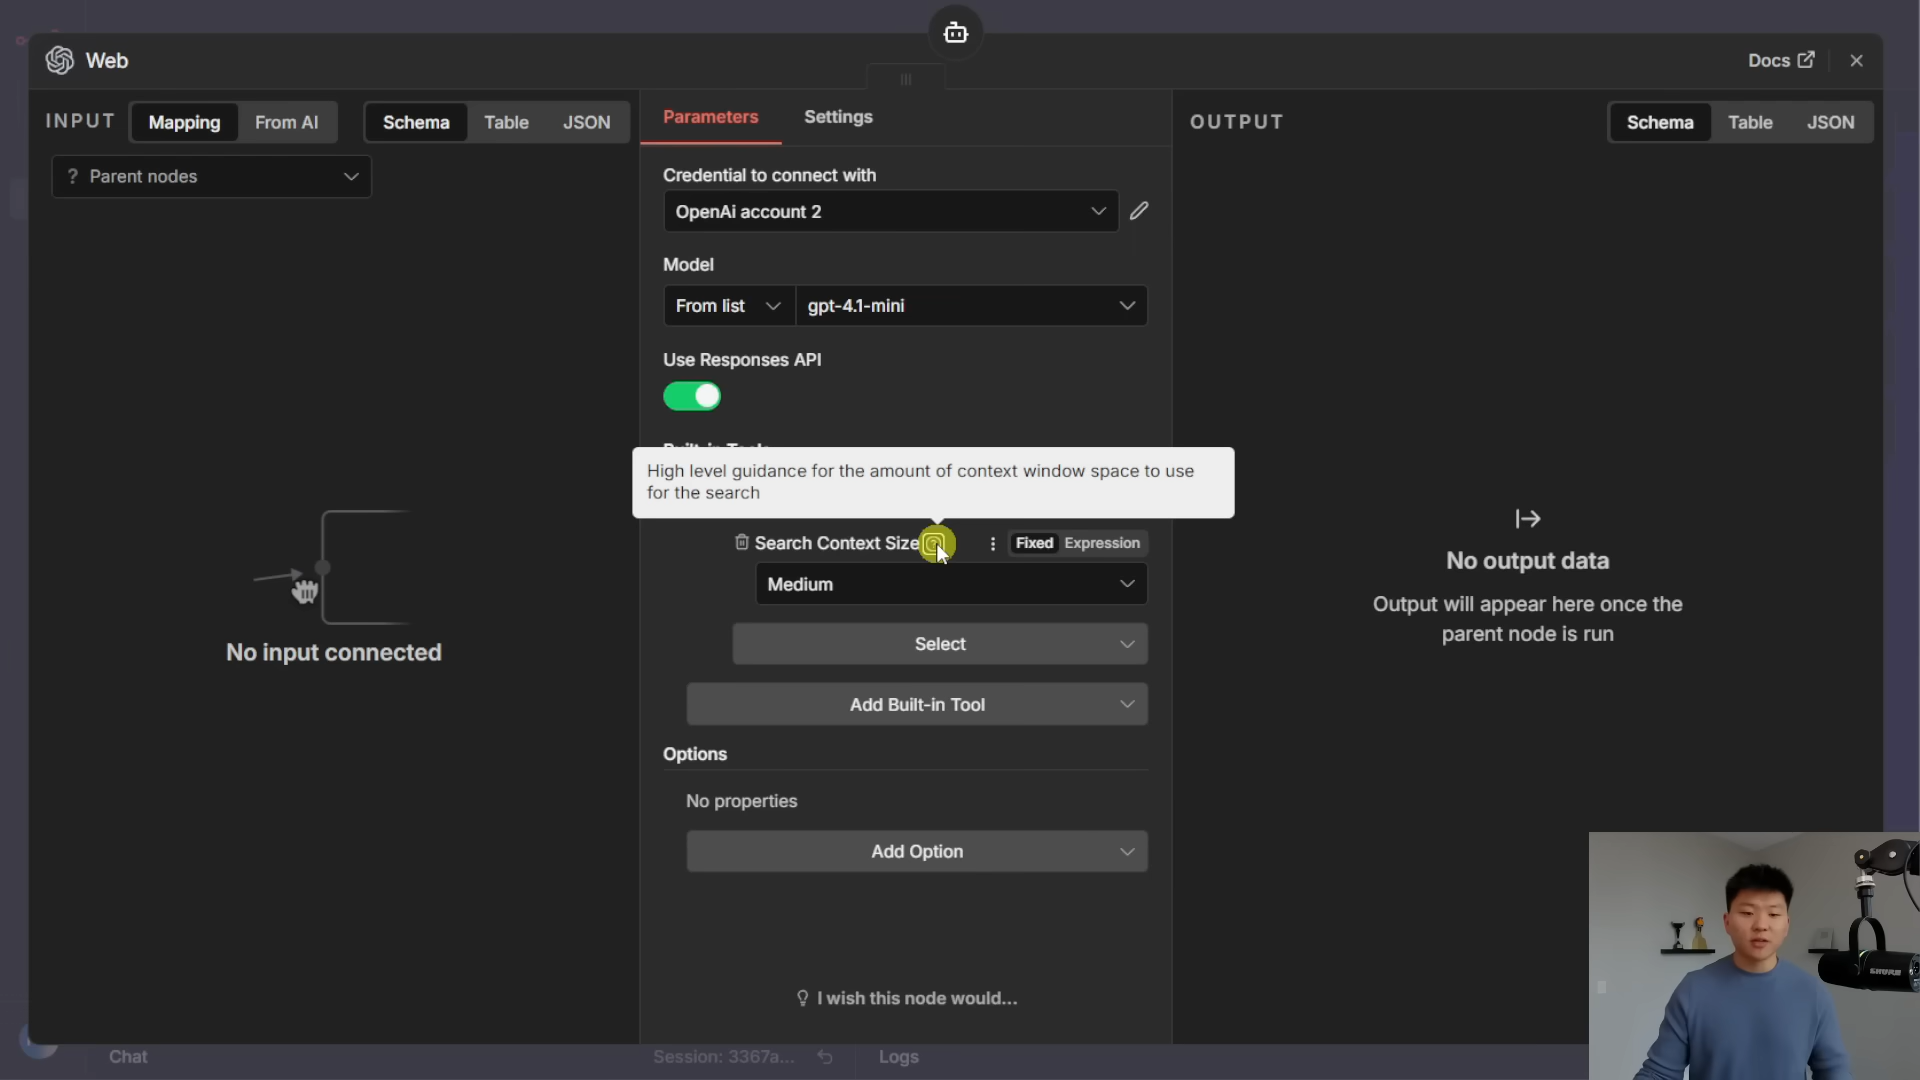 Web
Docs
INPUT
Mapping
From AI
Schema
Table
JSON
? Parent nodes
No input connected
Parameters
Settings
Credential to connect with
OpenAi account 2
Model
From list
gpt-4.1-mini
Use Responses API
High level guidance for the amount of context window space to use
for the search
Search Context Size
Fixed
Expression
Medium
Select
Add Built-in Tool
Options
No properties
Add Option
I wish this node would...
OUTPUT
Schema
Table
JSON
No output data
Output will appear here once the
parent node is run
Chat
Session: 3367a...
Logs
SHURE